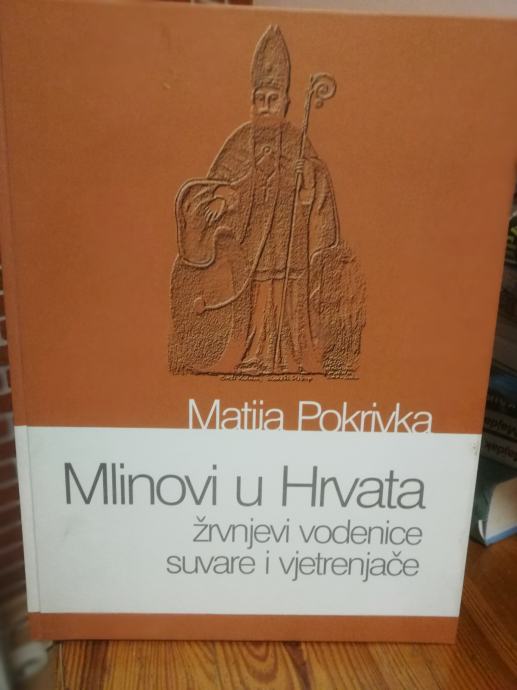 Matija Pokrivka
Mlinovi u Hrvata
žrvnjevi vodenice
suvare i vjetrenjače